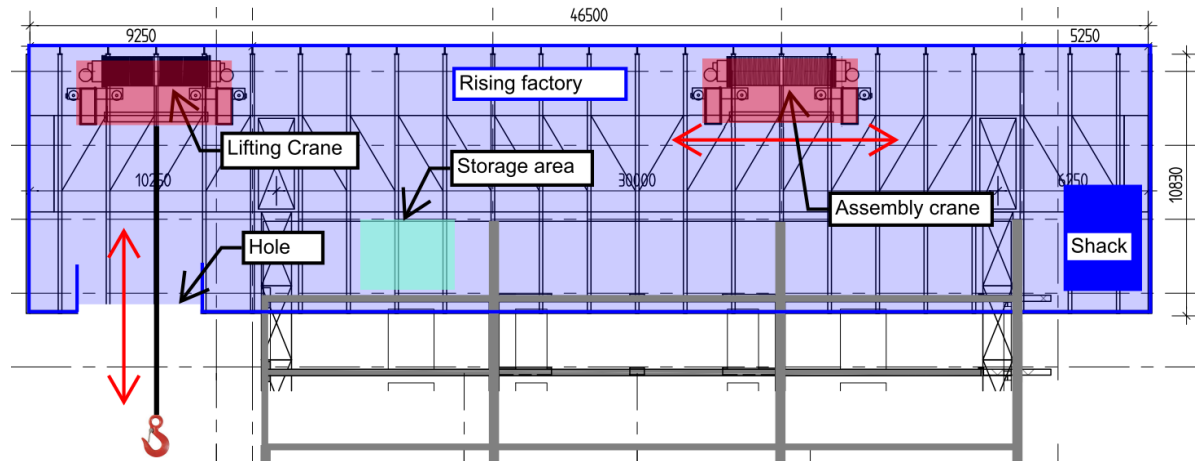 46500
9250
5250
Rising factory
Lifting Crane
Storage area
10250
30000
6250
10830
Assembly crane
Hole
Shack